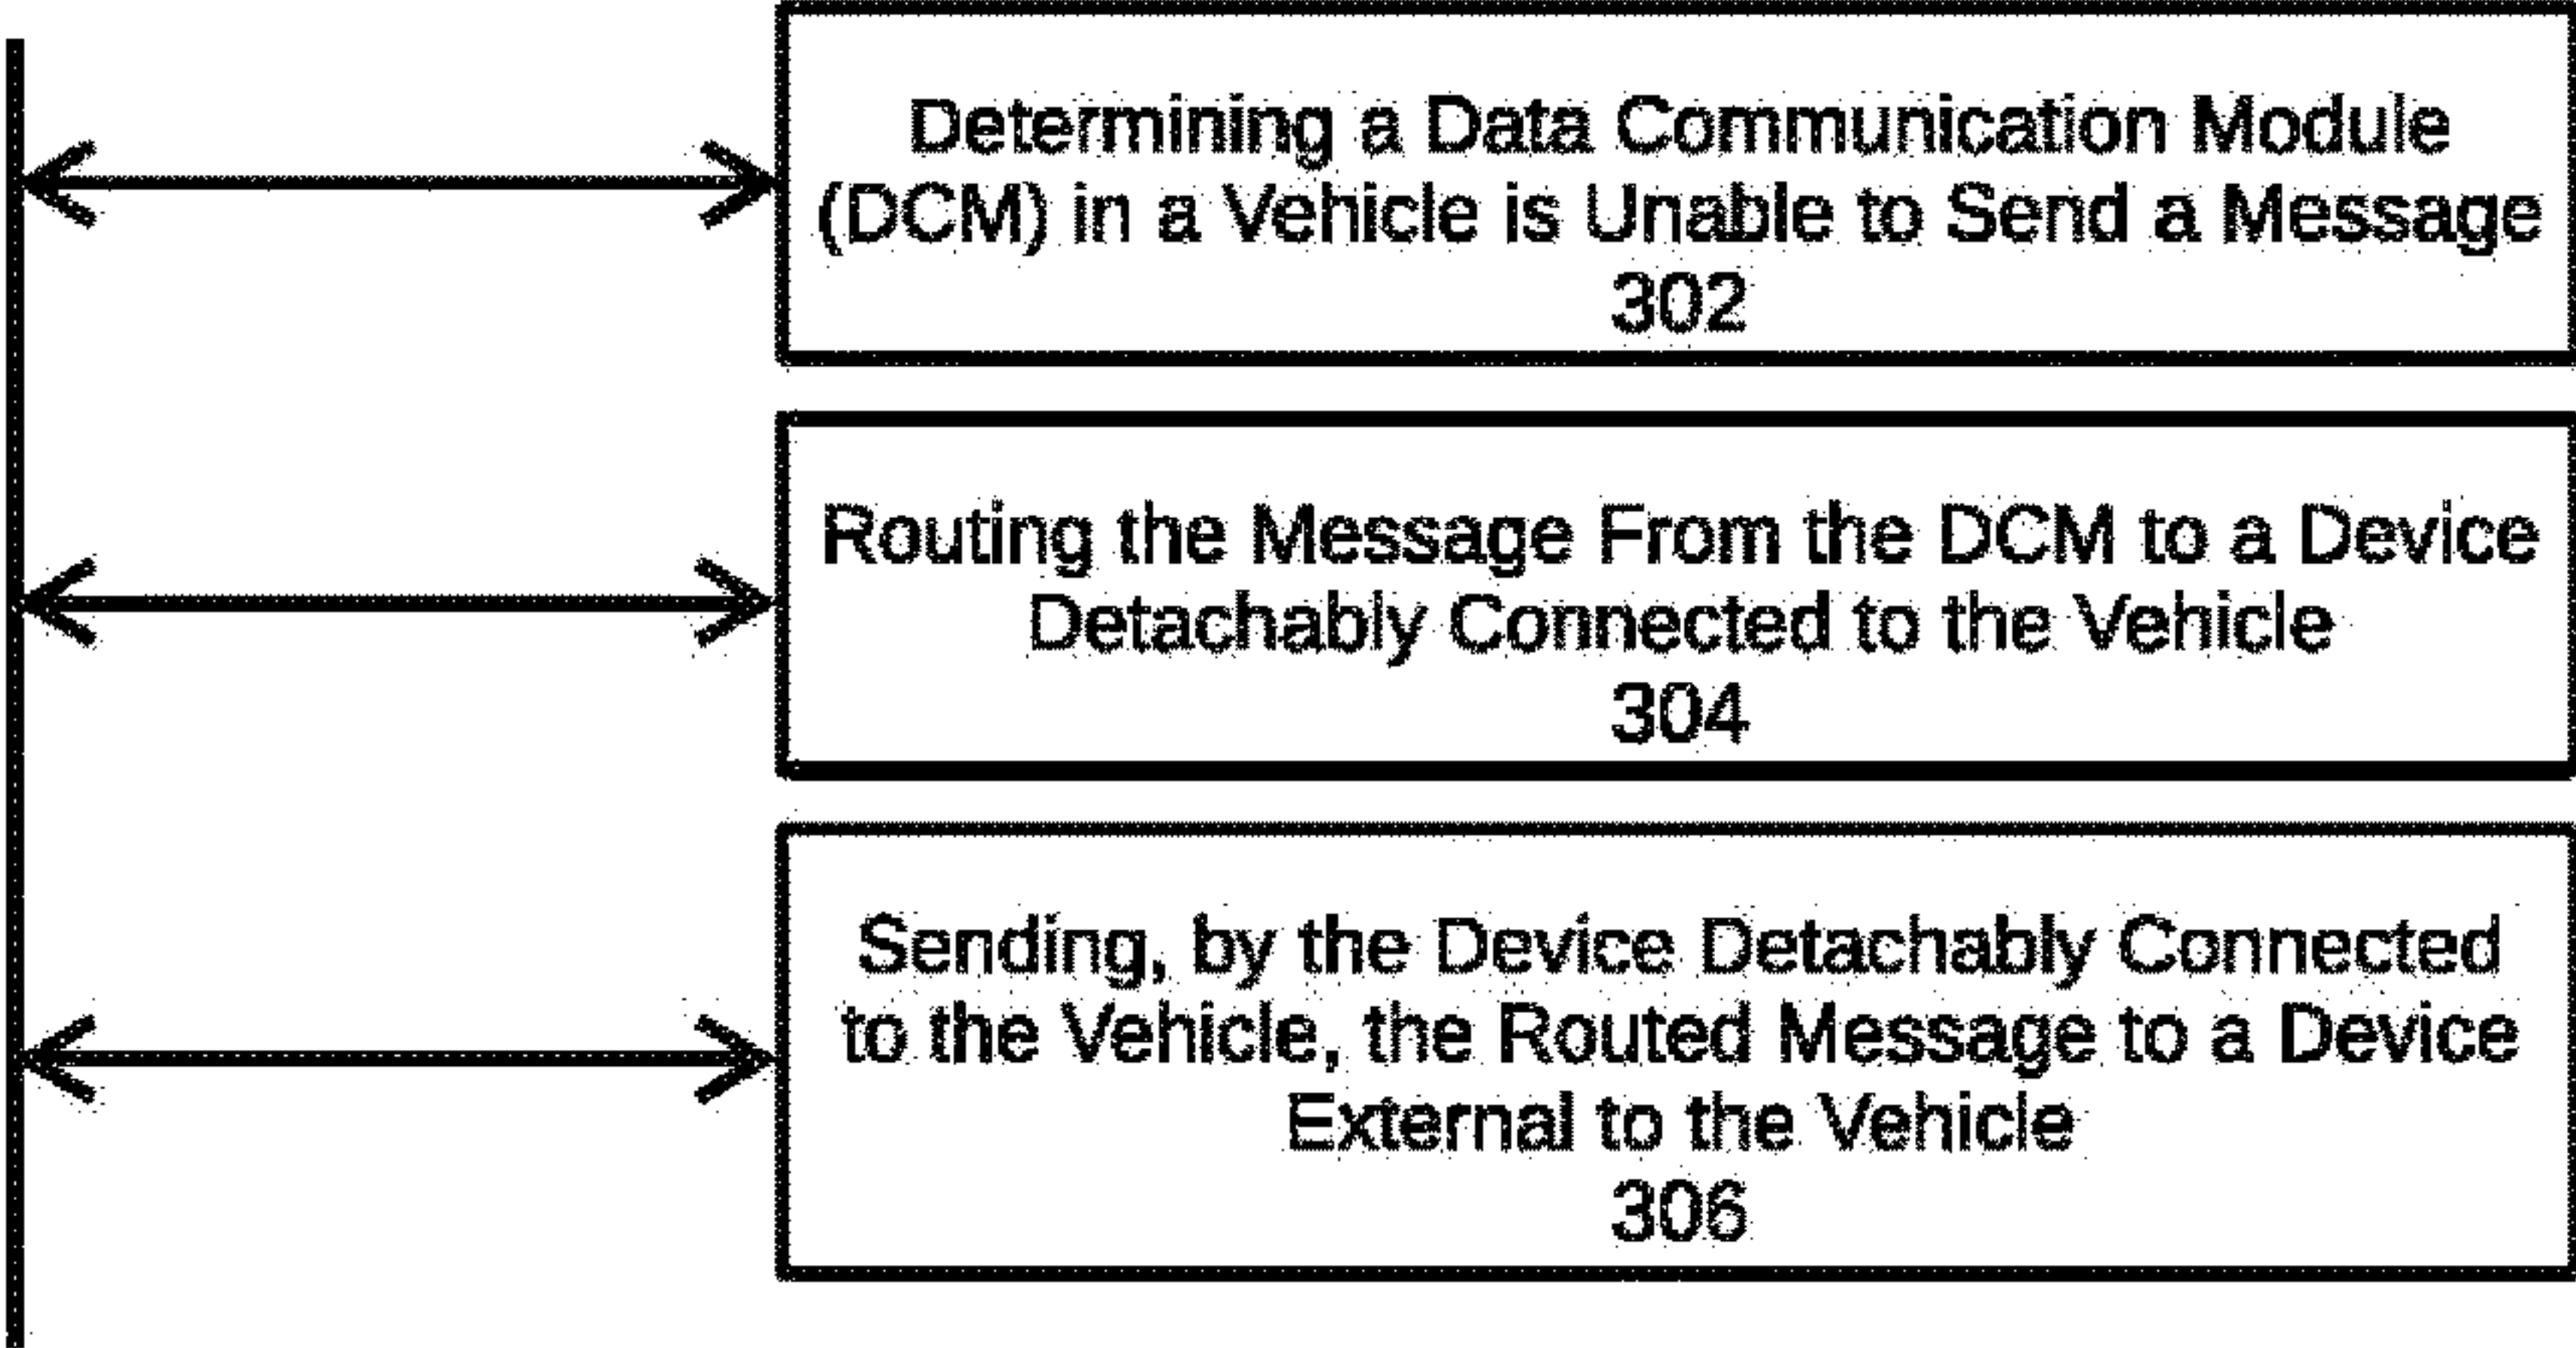 Determining a Data Communication Module
(DCM) in a Vehicle is Unable to Send a Message
302
Routing the Message From the DCM to a Device
Detachably Connected to the Vehicle
304
Sending, by the Device Detachably Connected
to the Vehicle, the Routed Message to a Device
External to the Vehicle
306